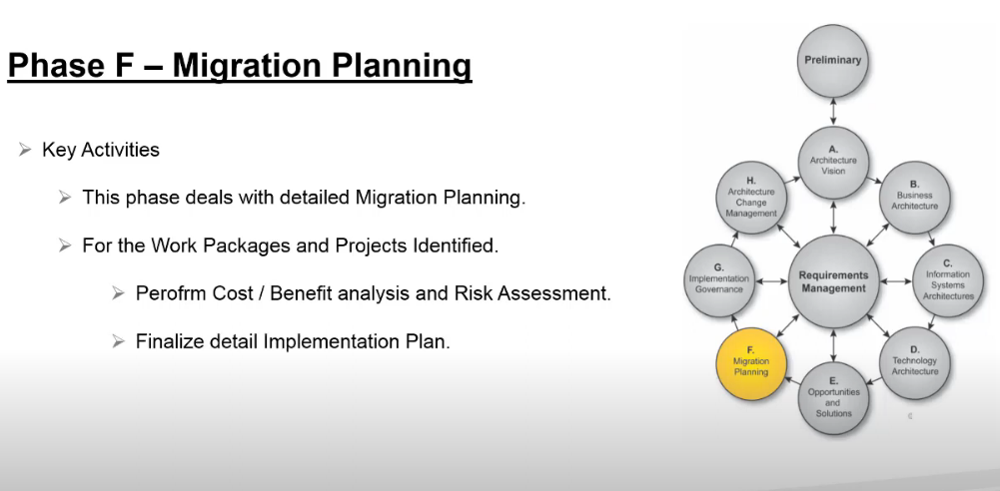 Phase F – Migration Planning
Key Activities
This phase deals with detailed Migration Planning.
For the Work Packages and Projects Identified.
Perofrm Cost / Benefit analysis and Risk Assessment.
Finalize detail Implementation Plan.
Preliminary
A.
Architecture
Vision
B.
Business
Architecture
C.
Information
Systems
Architectures
D.
Technology
Architecture
E.
Opportunities
and
Solutions
F.
Migration
Planning
G.
Implementation
Governance
H.
Architecture
Change
Management
Requirements
Management